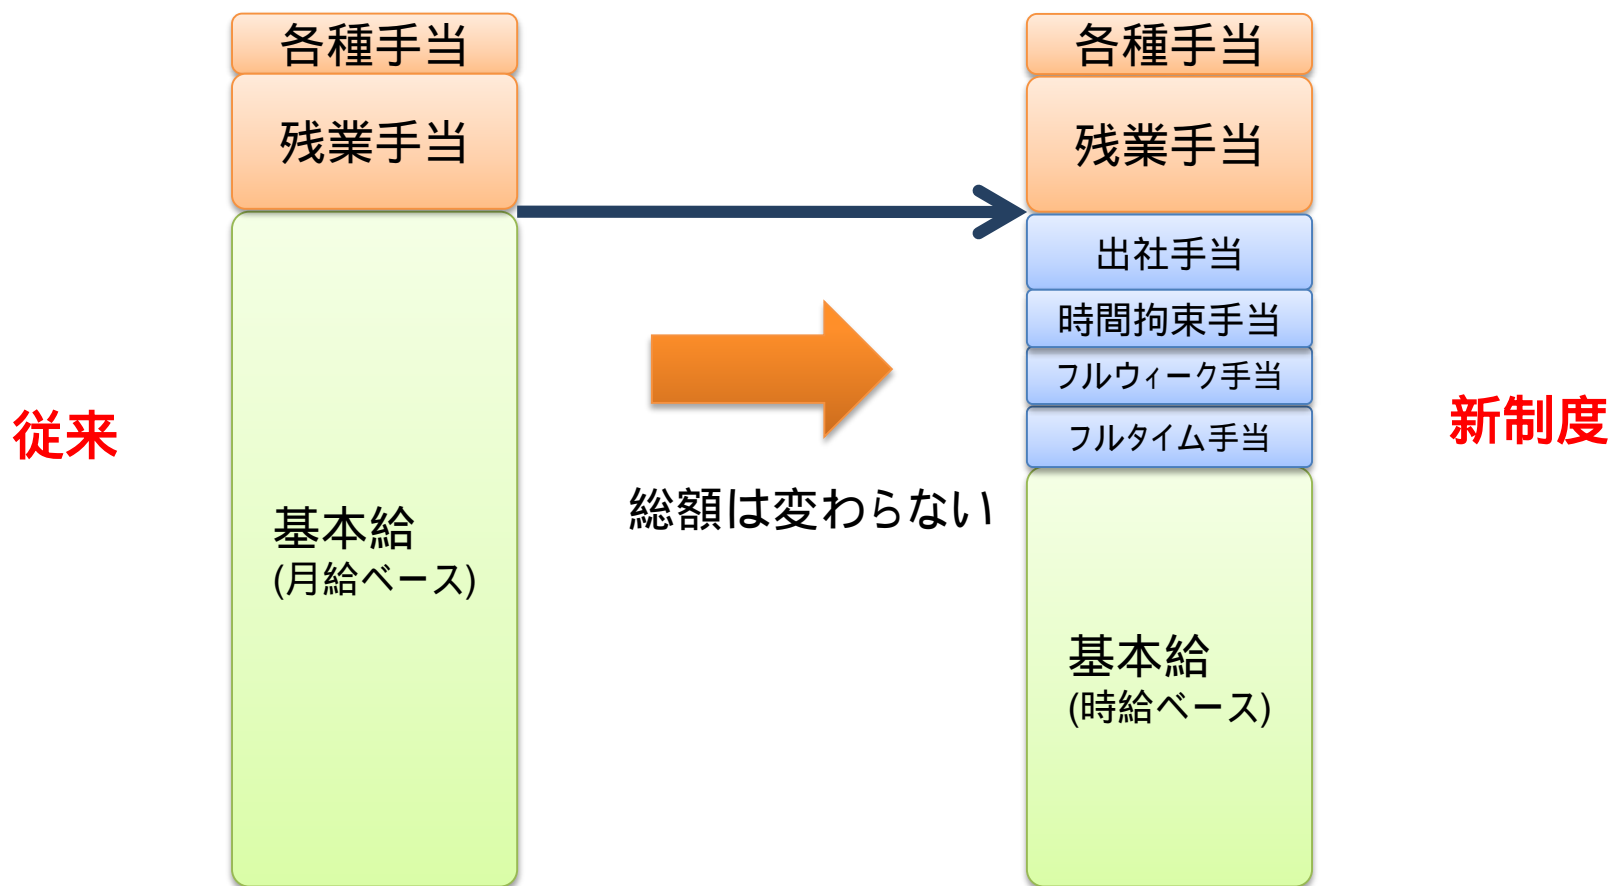 従来
各種手当
残業手当
基本給
(月給ベース)
総額は変わらない
各種手当
残業手当
出社手当
時間拘束手当
フルウィーク手当
フルタイム手当
基本給
(時給ベース)
新制度